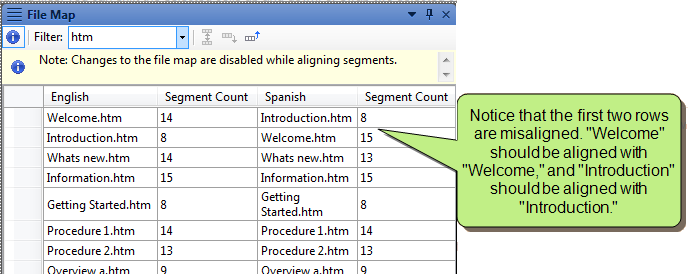 File Map
Filter: htm
Note: Changes to the file map are disabled while aligning segments.
English Segment Count Spanish Segment Count
Welcome.htm 14 Introduction.htm 8
Introduction.htm 8 Welcome.htm 15
Whats new.htm 14 Whats new.htm 13
Information.htm 15 Information.htm 15
Getting Started.htm 8 Getting
Started.htm 8
Procedure 1.htm 14 Procedure 1.htm 14
Procedure 2.htm 13 Procedure 2.htm 13
Overview a.htm 9 Overview a.htm 9
Notice that the first two rows
are misaligned. "Welcome"
should be aligned with
"Welcome," and "Introduction"
should be aligned with
"Introduction."